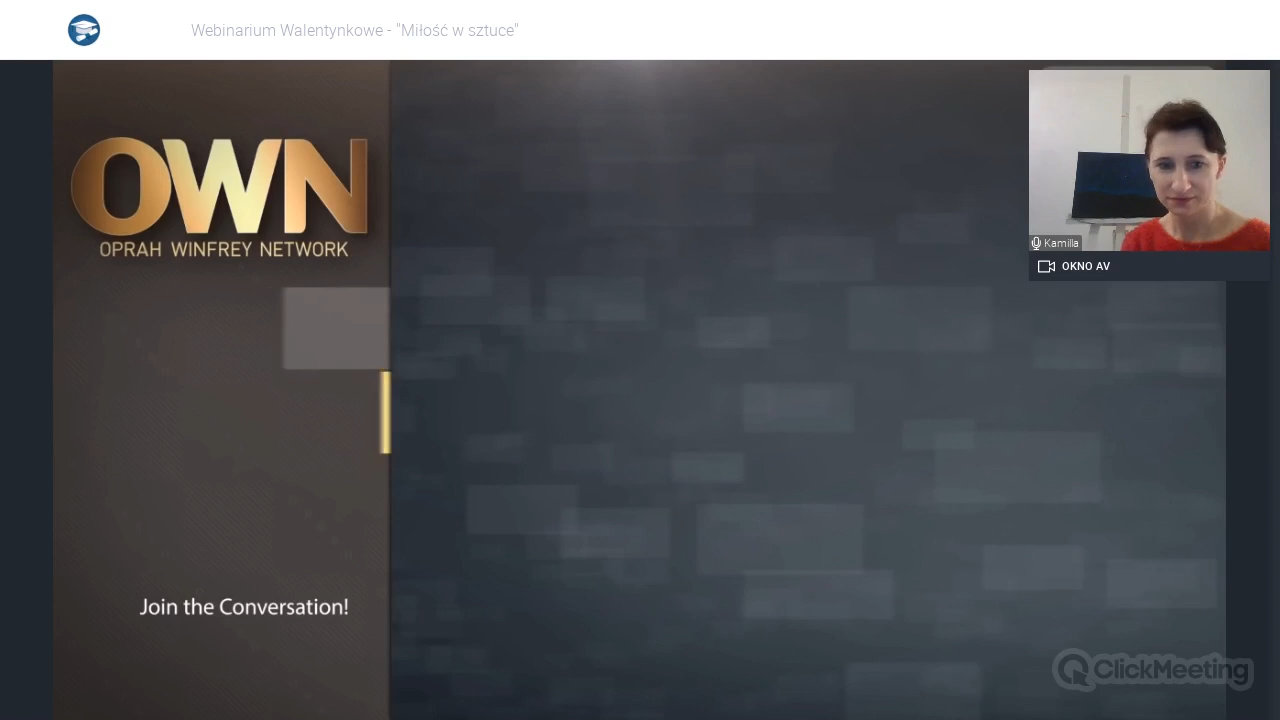 Webinarium Walentynkowe - "Miłość w sztuce"
OWN
OPRAH WINFREY NETWORK
Kamilla
OKNO AV
Join the Conversation!
ClickMeeting